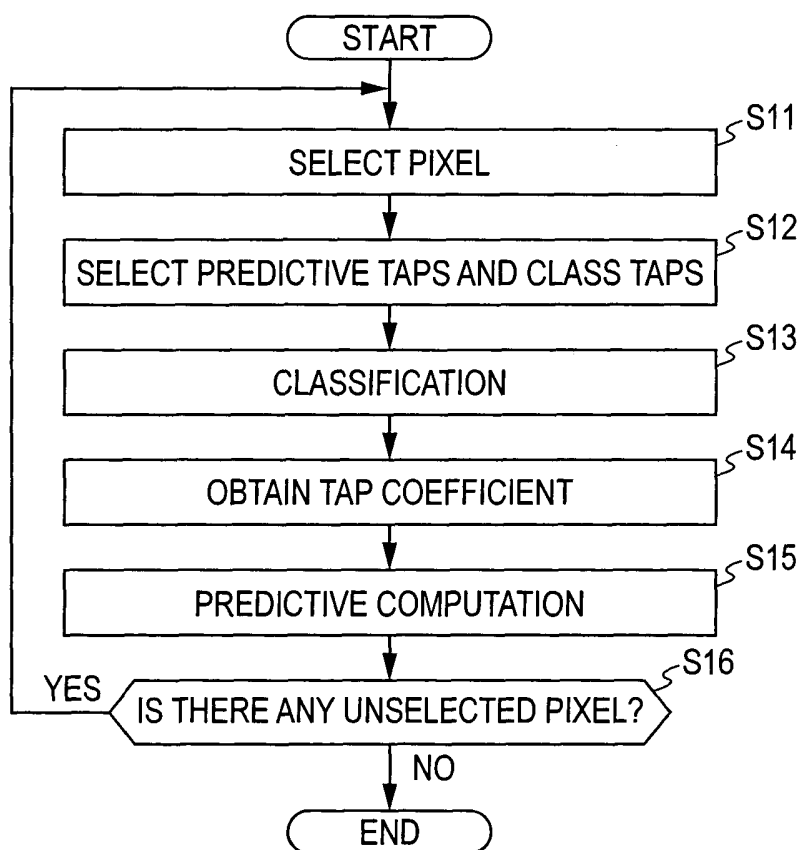 START
S11
SELECT PIXEL
S12
SELECT PREDICTIVE TAPS AND CLASS TAPS
S13
CLASSIFICATION
S14
OBTAIN TAP COEFFICIENT
S15
PREDICTIVE COMPUTATION
S16
YES
IS THERE ANY UNSELECTED PIXEL?
NO
END